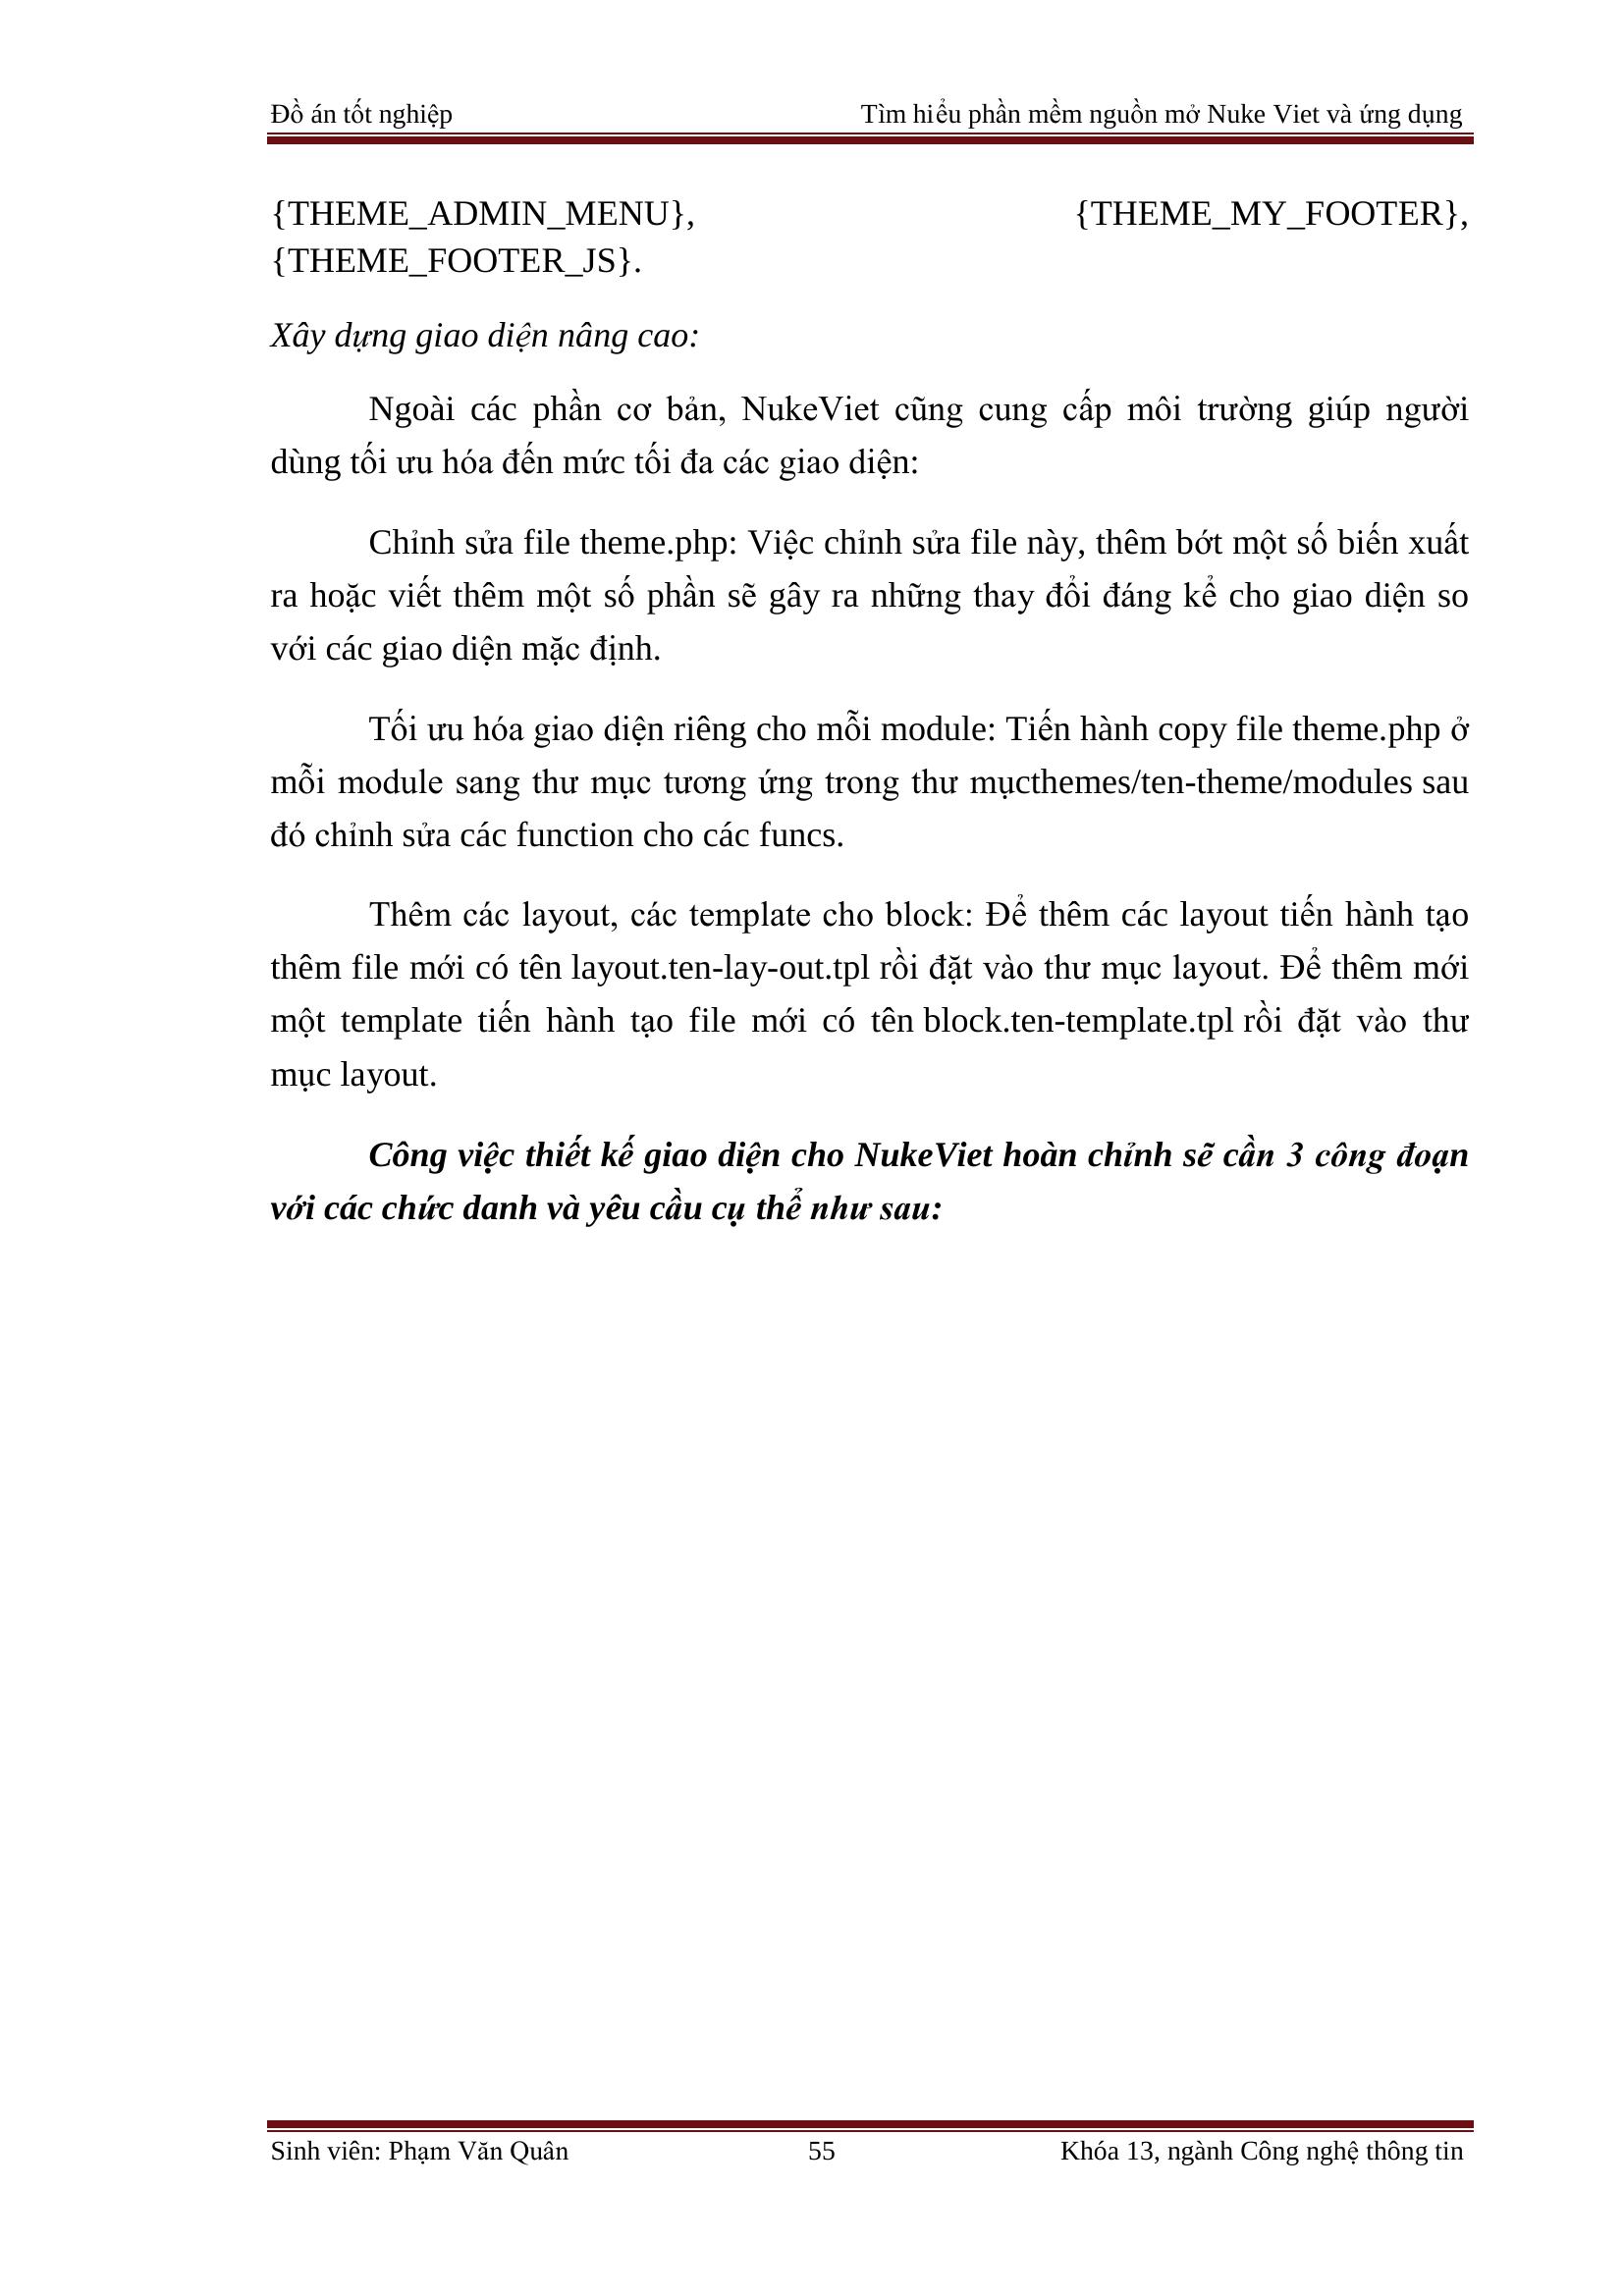 Đồ án tốt nghiệp Tìm hiểu phần mềm nguồn mở Nuke Viet và ứng dụng
{THEME_ADMIN_MENU}, {THEME_MY_FOOTER},
{THEME_FOOTER_JS}.
Xây dựng giao diện nâng cao:
Ngoài các phần cơ bản, NukeViet cũng cung cấp môi trường giúp người
dùng tối ưu hóa đến mức tối đa các giao diện:
Chỉnh sửa file theme.php: Việc chỉnh sửa file này, thêm bớt một số biến xuất
ra hoặc viết thêm một số phần sẽ gây ra những thay đổi đáng kể cho giao diện so
với các giao diện mặc định.
Tối ưu hóa giao diện riêng cho mỗi module: Tiến hành copy file theme.php ở
mỗi module sang thư mục tương ứng trong thư mụcthemes/ten-theme/modules sau
đó chỉnh sửa các function cho các funcs.
Thêm các layout, các template cho block: Để thêm các layout tiến hành tạo
thêm file mới có tên layout.ten-lay-out.tpl rồi đặt vào thư mục layout. Để thêm mới
một template tiến hành tạo file mới có tên block.ten-template.tpl rồi đặt vào thư
mục layout.
Công việc thiết kế giao diện cho NukeViet hoàn chỉnh sẽ cần 3 công đoạn
với các chức danh và yêu cầu cụ thể như sau:
Sinh viên: Phạm Văn Quân 55 Khóa 13, ngành Công nghệ thông tin